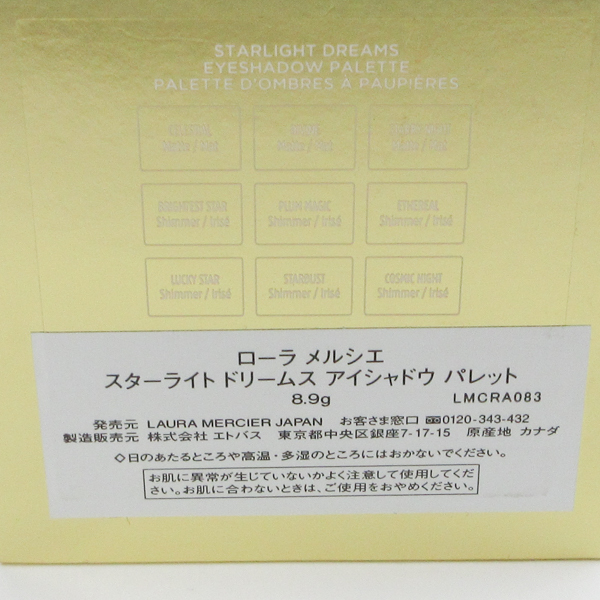 STARLIGHT DREAMS
EYESHADOW PALETTE
PALETTE D'OMBRES À PAUPIÈRES
CELESTIAL
Matte / Mat
Matte / Mat
Matte / Mat
BRIGHTEST STAR
Shimmer / Irisé
PLUM MAGIC
Shimmer / Irisé
ETHEREAL
Shimmer / Irisé
LUCKY STAR
Shimmer / Irisé
STARDUST
Shimmer / Irisé
COSMIC NIGHT
Shimmer / Irisé
ローラ メルシエ
スターライト ドリームス アイシャドウ パレット
8.9g LMCRA083
発売元 LAURA MERCIER JAPAN お客さま窓口 0120-343-432
製造販売元 株式会社 エトバス 東京都中央区銀座7-17-15 原産地 カナダ
◇日のあたるところや高温・多湿のところにはおかないでください。
お肌に異常が生じていないかよく注意して使用してくだ
さい。お肌に合わないときは、ご使用をおやめください。